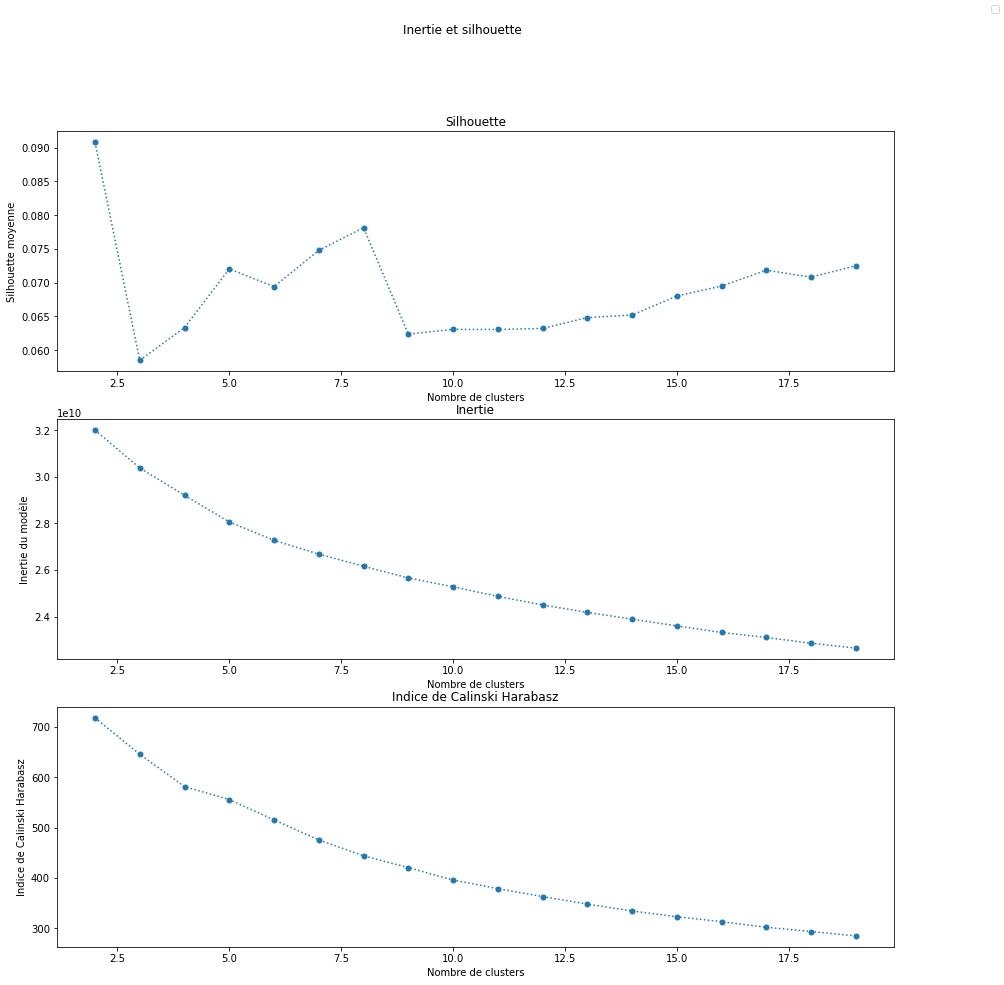 Inertie et silhouette
Silhouette
0.090
0.085
0.080
0.075
0.070
0.065
0.060
Silhouette moyenne
2.5 5.0 7.5 10.0 12.5 15.0 17.5
Nombre de clusters
Inertie
1e10
3.2
3.0
2.8
2.6
2.4
Inertie du modèle
2.5 5.0 7.5 10.0 12.5 15.0 17.5
Nombre de clusters
Indice de Calinski Harabasz
700
600
500
400
300
Indice de Calinski Harabasz
2.5 5.0 7.5 10.0 12.5 15.0 17.5
Nombre de clusters